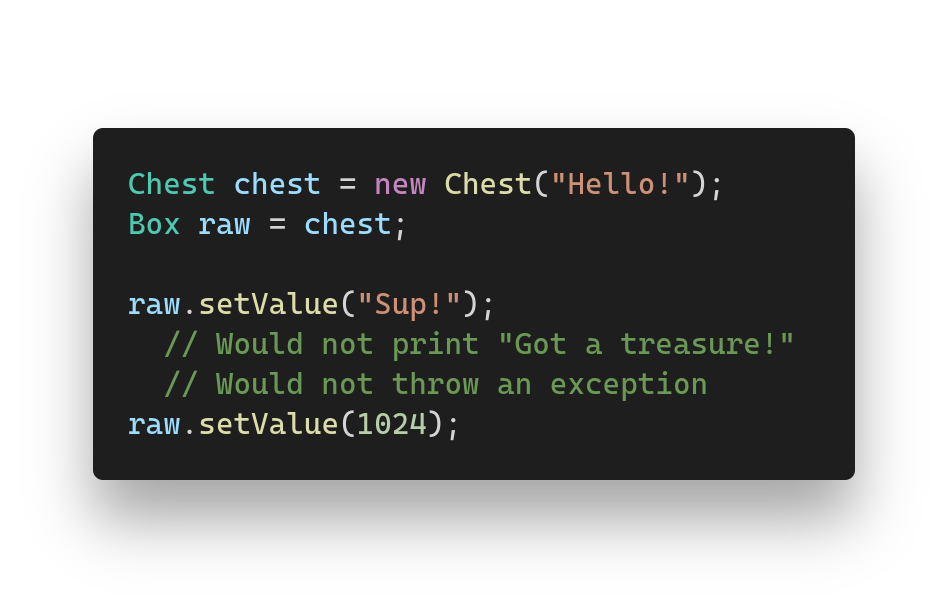 Chest chest = new Chest("Hello!");
Box raw = chest;
raw.setValue("Sup!");
// Would not print "Got a treasure!"
// Would not throw an exception
raw.setValue(1024);